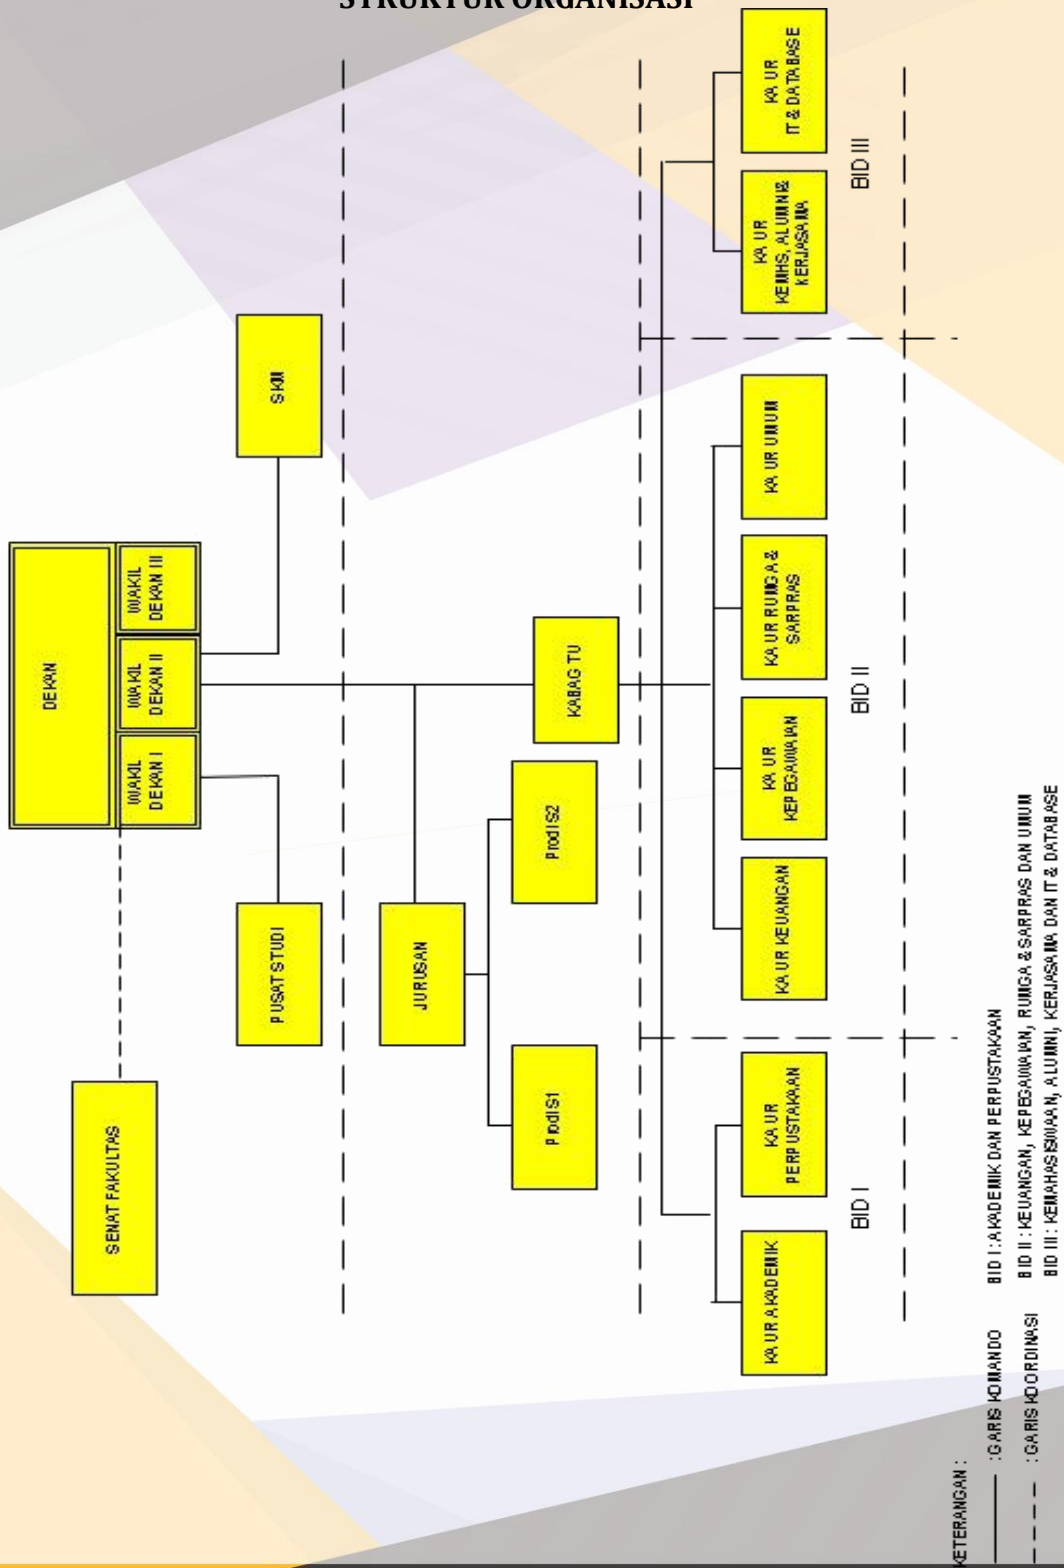 STRUKTUR ORGANISASI
DEKAN
WAKIL
DEKAN I
WAKIL
DEKAN II
WAKIL
DEKAN III
SENAT FAKULTAS
PUSAT STUDI
SKM
JURUSAN
Prodi S1
Prodi S2
KABAG TU
KA UR AKADEMIK
KA UR
PERPUSTAKAAN
KA UR KEUANGAN
KA UR
KEPEGAWAIAN
KA UR RUMGA &
SARPRAS
KA UR UMUM
KA UR
KEMHS, ALUMNI &
KERJASAMA
KA UR
IT & DATABASE
BID I
BID II
BID III
KETERANGAN :
: GARIS KOMANDO
: GARIS KOORDINASI
BID I : AKADEMIK DAN PERPUSTAKAAN
BID II : KEUANGAN, KEPEGAWAIAN, RUMGA & SARPRAS DAN UMUM
BID III : KEMAHASISWAAN, ALUMNI, KERJASAMA DAN IT & DATABASE